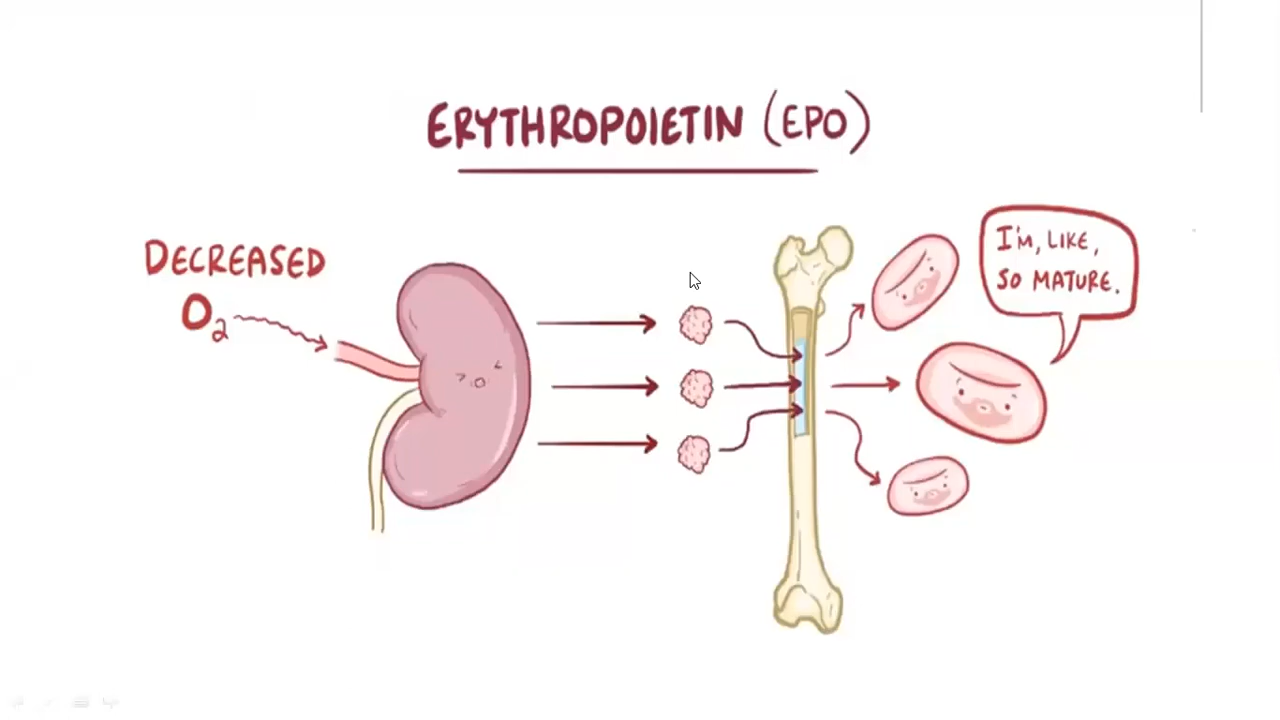 ERYTHROPOIETIN (EPO)
DECREASED
O₂
I'M, LIKE,
SO MATURE.